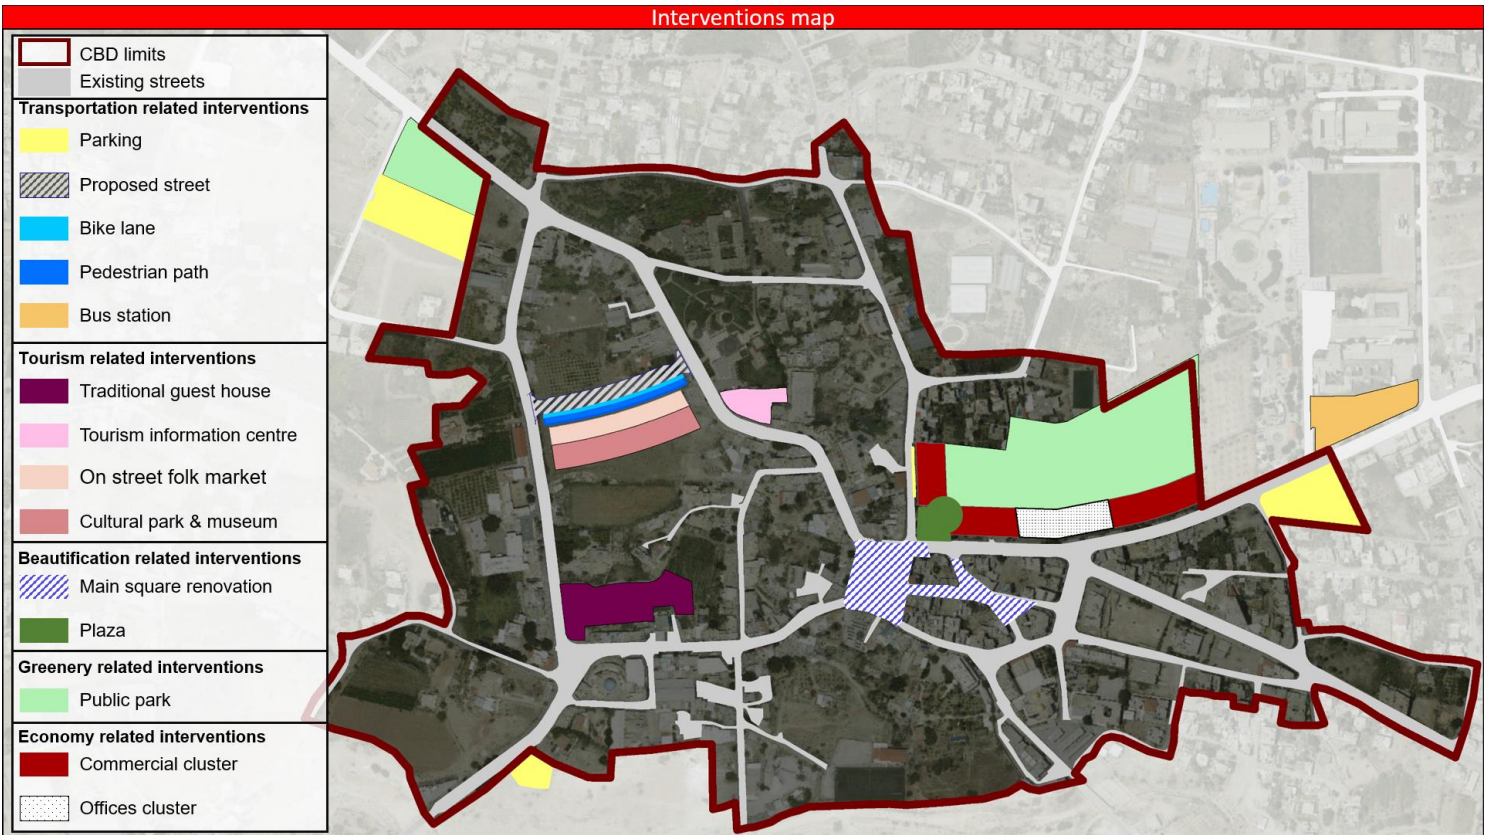 Interventions map
CBD limits
Existing streets
Transportation related interventions
Parking
Proposed street
Bike lane
Pedestrian path
Bus station
Tourism related interventions
Traditional guest house
Tourism information centre
On street folk market
Cultural park & museum
Beautification related interventions
Main square renovation
Plaza
Greenery related interventions
Public park
Economy related interventions
Commercial cluster
Offices cluster